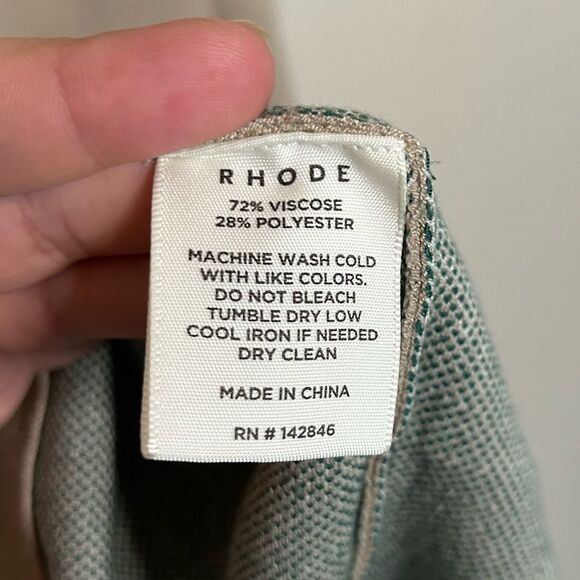 RHODE
72% VISCOSE
28% POLYESTER
MACHINE WASH COLD
WITH LIKE COLORS.
DO NOT BLEACH
TUMBLE DRY LOW
COOL IRON IF NEEDED
DRY CLEAN
MADE IN CHINA
RN # 142846